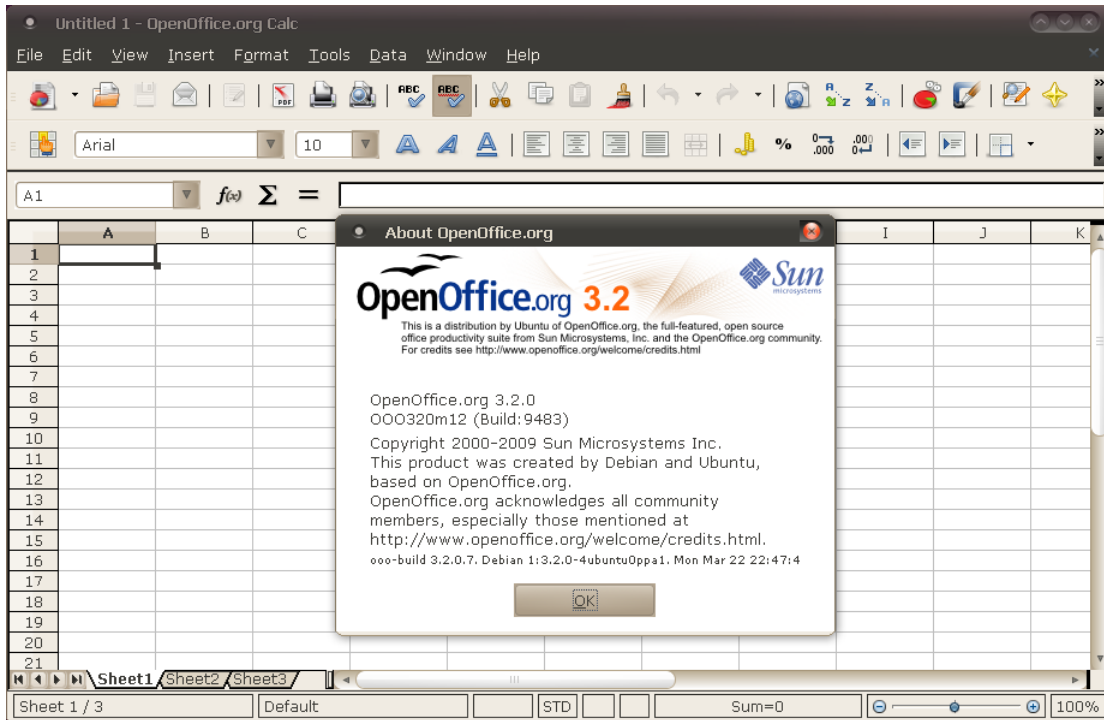 Untitled 1 - OpenOffice.org Calc
File Edit View Insert Format Tools Data Window Help
PDF ABC ABC A Z Z A
Arial 10 A A A % 0 .000 .000 0
A1 f(x) Σ =
A B C I J K
About OpenOffice.org
Sun
microsystems
OpenOffice.org 3.2
This is a distribution by Ubuntu of OpenOffice.org, the full-featured, open source
office productivity suite from Sun Microsystems, Inc. and the OpenOffice.org community.
For credits see http://www.openoffice.org/welcome/credits.html
OpenOffice.org 3.2.0
OOO320m12 (Build:9483)
Copyright 2000-2009 Sun Microsystems Inc.
This product was created by Debian and Ubuntu,
based on OpenOffice.org.
OpenOffice.org acknowledges all community
members, especially those mentioned at
http://www.openoffice.org/welcome/credits.html.
ooo-build 3.2.0.7. Debian 1:3.2.0-4ubuntu0ppa1. Mon Mar 22 22:47:4
OK
1
2
3
4
5
6
7
8
9
10
11
12
13
14
15
16
17
18
19
20
21
Sheet1 Sheet2 Sheet3
Sheet 1 / 3 Default STD Sum=0 100%